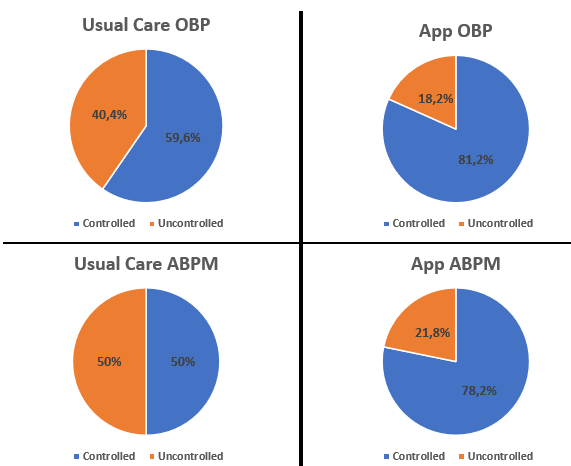 Usual Care OBP
40,4%
59,6%
Controlled Uncontrolled
App OBP
18,2%
81,2%
Controlled Uncontrolled
Usual Care ABPM
50%
50%
Controlled Uncontrolled
App ABPM
21,8%
78,2%
Controlled Uncontrolled